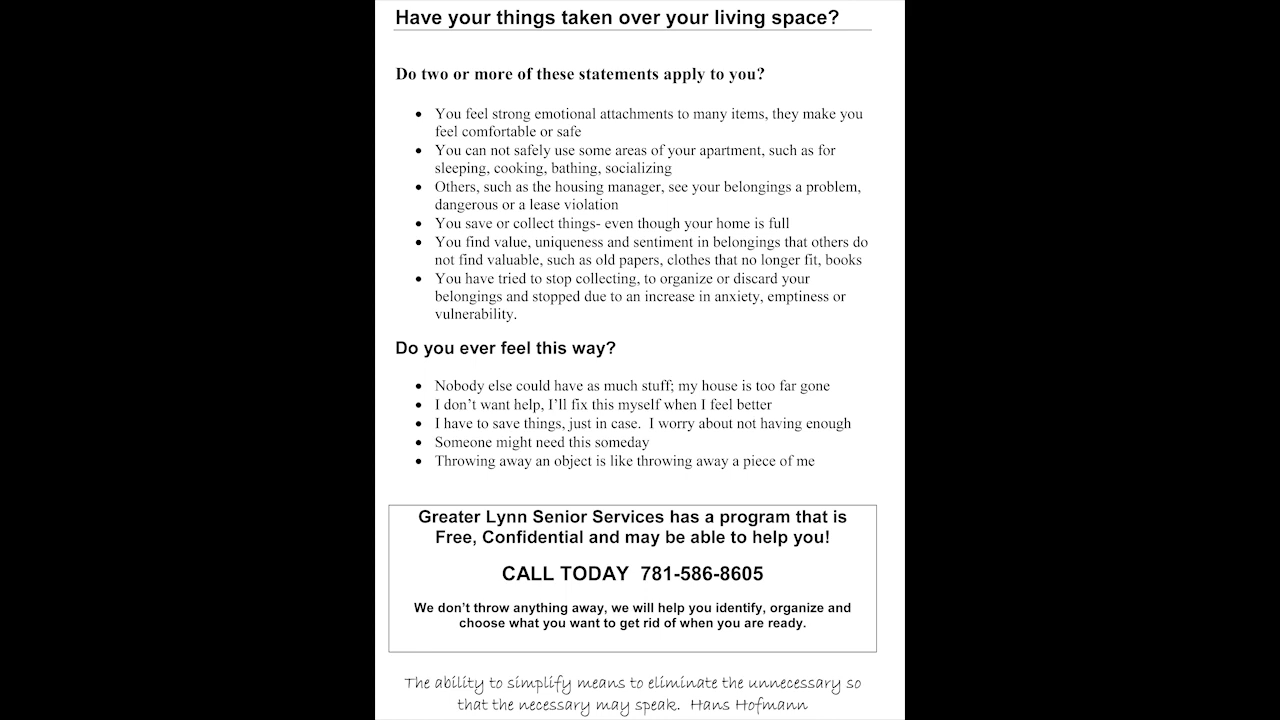 Have your things taken over your living space?
Do two or more of these statements apply to you?
• You feel strong emotional attachments to many items, they make you
feel comfortable or safe
• You can not safely use some areas of your apartment, such as for
sleeping, cooking, bathing, socializing
• Others, such as the housing manager, see your belongings a problem,
dangerous or a lease violation
• You save or collect things- even though your home is full
• You find value, uniqueness and sentiment in belongings that others do
not find valuable, such as old papers, clothes that no longer fit, books
• You have tried to stop collecting, to organize or discard your
belongings and stopped due to an increase in anxiety, emptiness or
vulnerability.
Do you ever feel this way?
• Nobody else could have as much stuff; my house is too far gone
• I don’t want help, I’ll fix this myself when I feel better
• I have to save things, just in case.  I worry about not having enough
• Someone might need this someday
• Throwing away an object is like throwing away a piece of me
Greater Lynn Senior Services has a program that is
Free, Confidential and may be able to help you!
CALL TODAY  781-586-8605
We don’t throw anything away, we will help you identify, organize and
choose what you want to get rid of when you are ready.
The ability to simplify means to eliminate the unnecessary so
that the necessary may speak.  Hans Hofmann